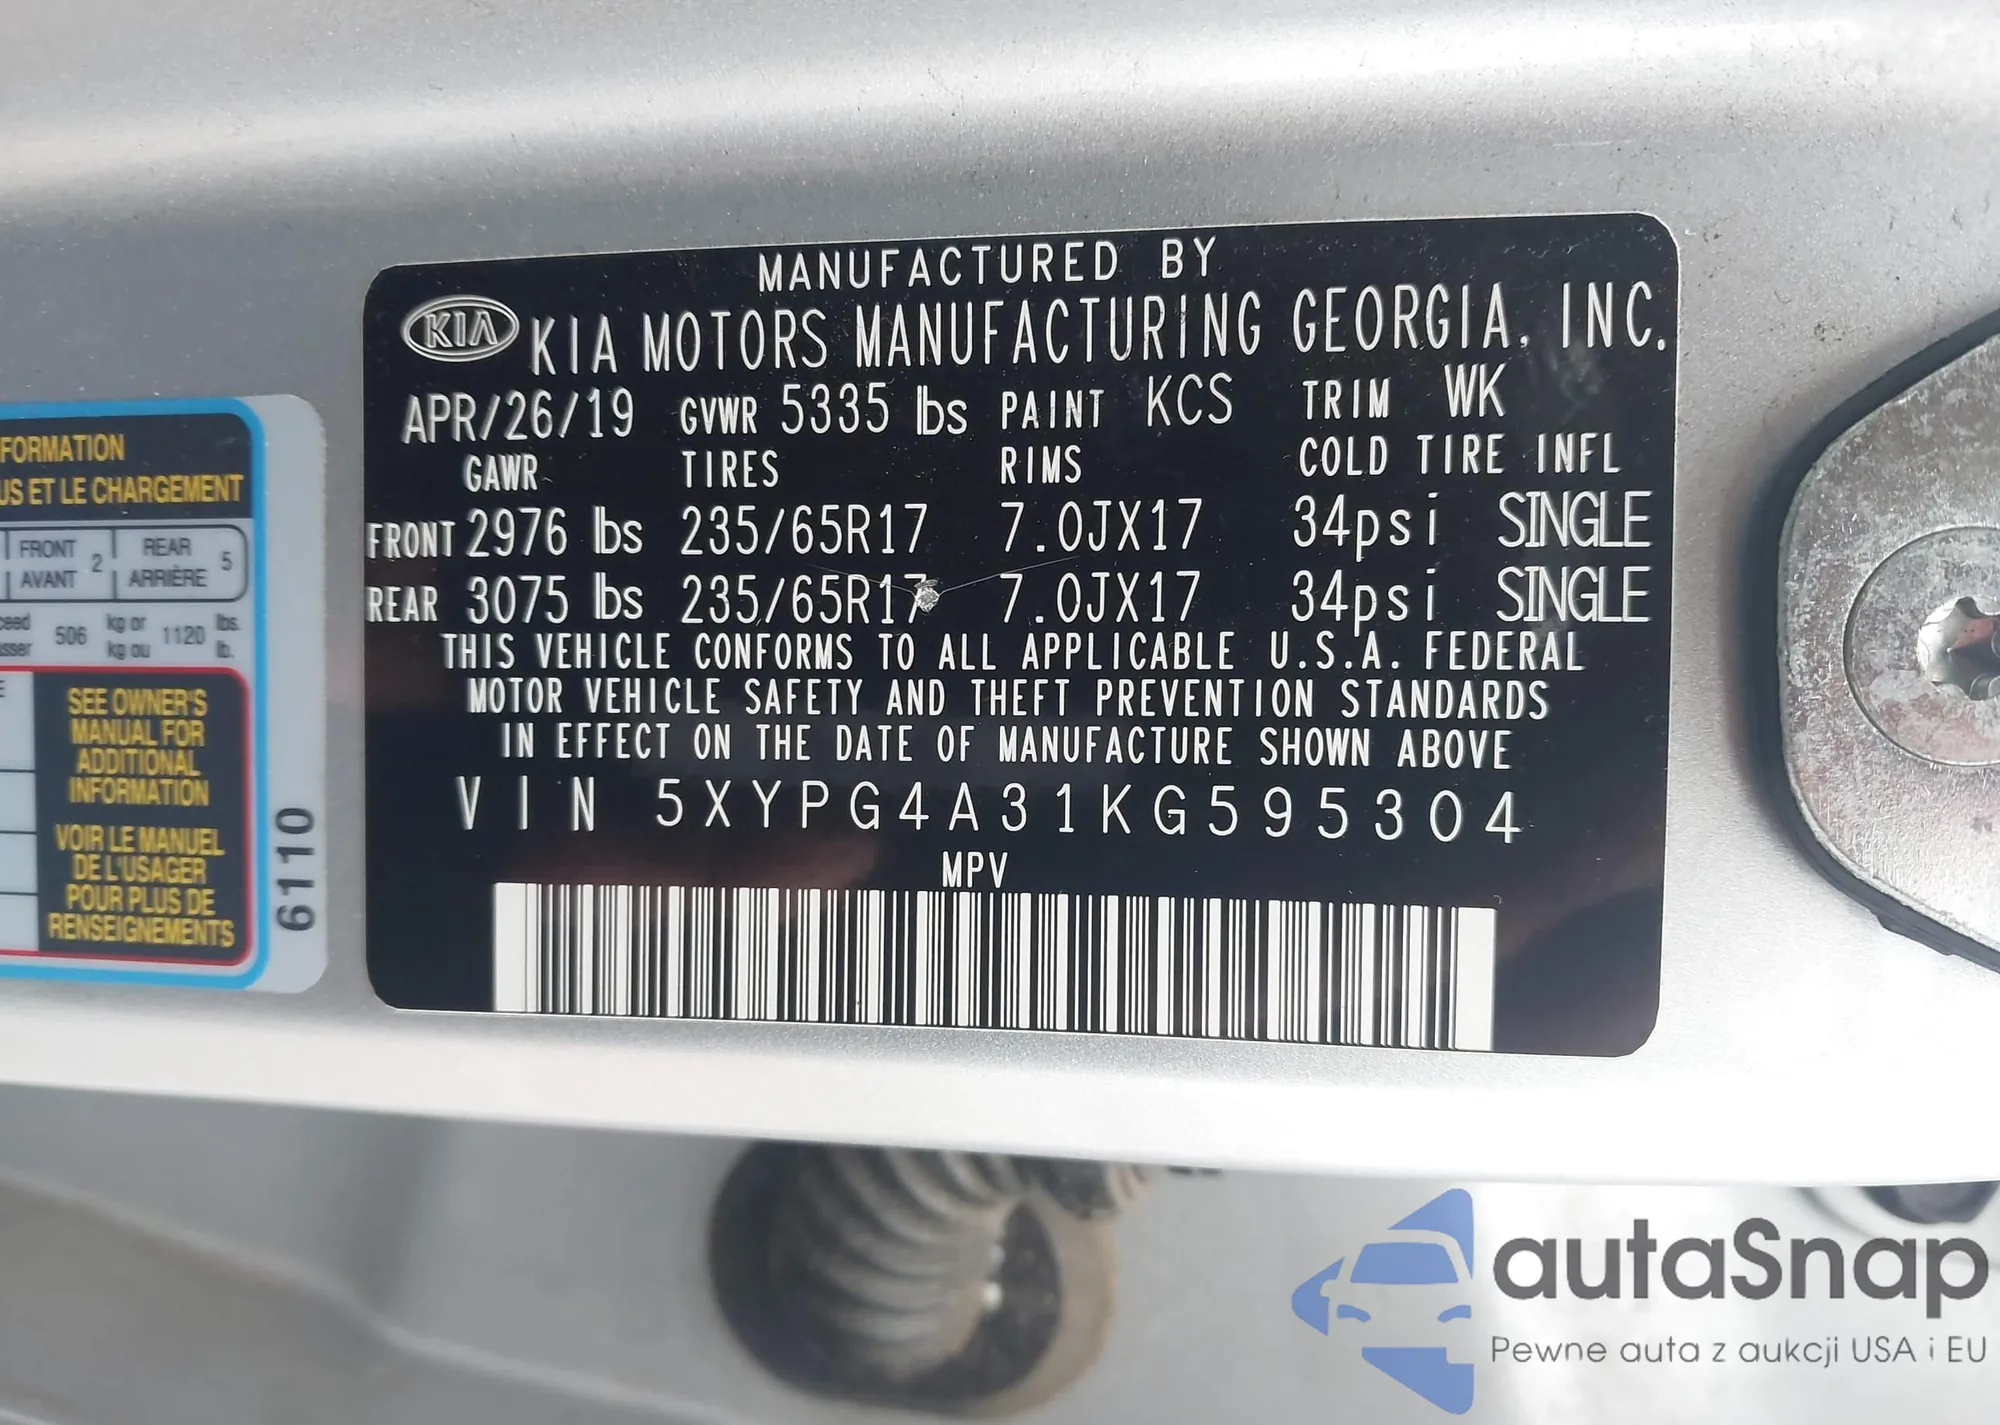 MANUFACTURED BY
KIA KIA MOTORS MANUFACTURING GEORGIA, INC.
APR/26/19 GVWR 5335 lbs PAINT KCS TRIM WK
GAWR TIRES RIMS COLD TIRE INFL
FRONT 2976 lbs 235/65R17 7.0JX17 34psi SINGLE
REAR 3075 lbs 235/65R17 7.0JX17 34psi SINGLE
THIS VEHICLE CONFORMS TO ALL APPLICABLE U.S.A. FEDERAL
MOTOR VEHICLE SAFETY AND THEFT PREVENTION STANDARDS
IN EFFECT ON THE DATE OF MANUFACTURE SHOWN ABOVE
VIN 5XYPG4A31KG595304
MPV
FORMATION
US ET LE CHARGEMENT
FRONT 2 REAR 5
AVANT ARRIÈRE
506 kg or 1120 lbs.
kg ou lb.
SEE OWNER'S
MANUAL FOR
ADDITIONAL
INFORMATION
VOIR LE MANUEL
DE L'USAGER
POUR PLUS DE
RENSEIGNEMENTS
6110
autaSnap
Pewne auta z aukcji USA i EU